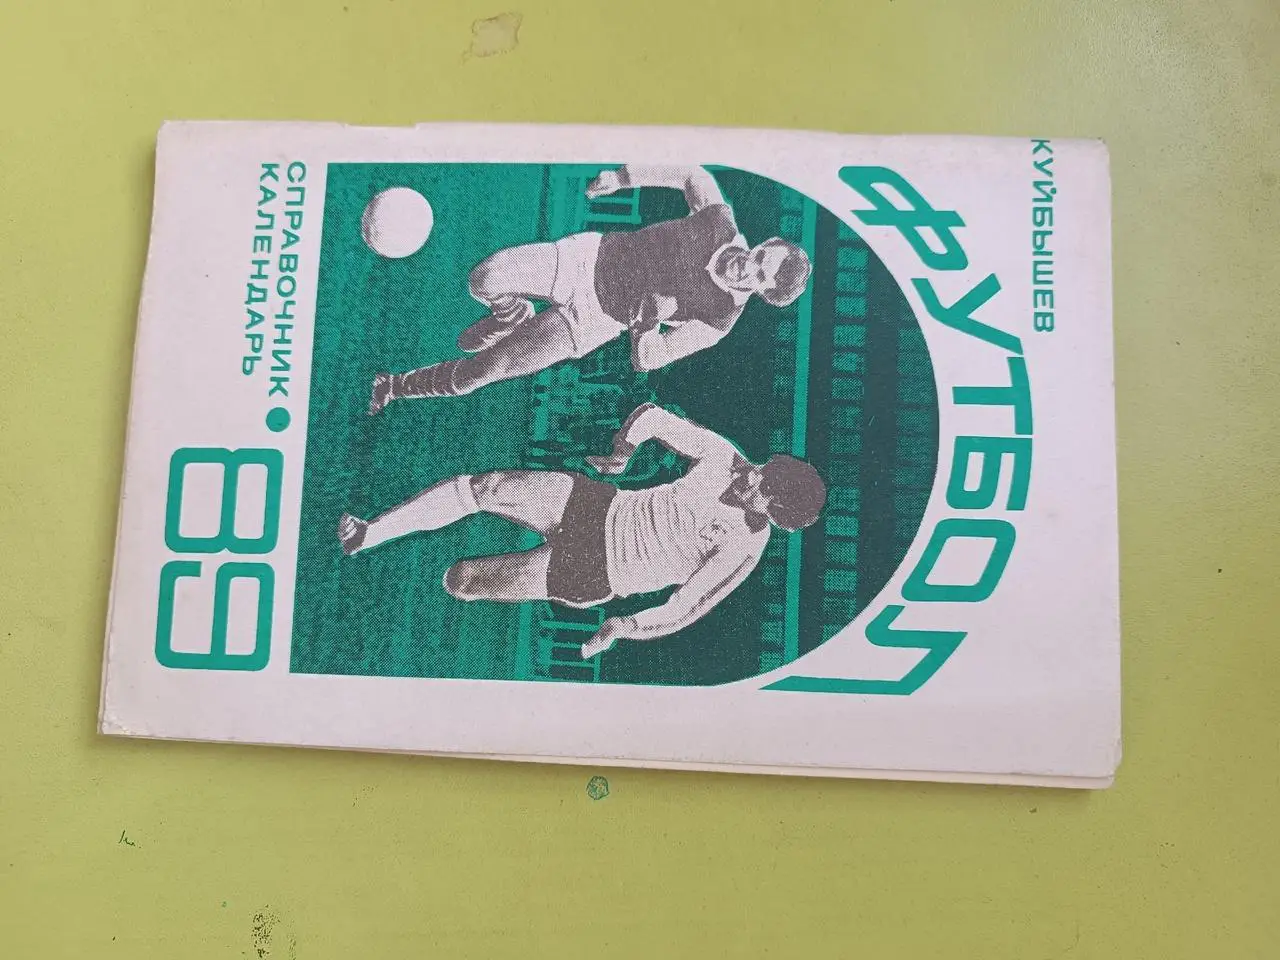 КУЙБЫШЕВ
ФУТБОЛ
СПРАВОЧНИК •
КАЛЕНДАРЬ
89